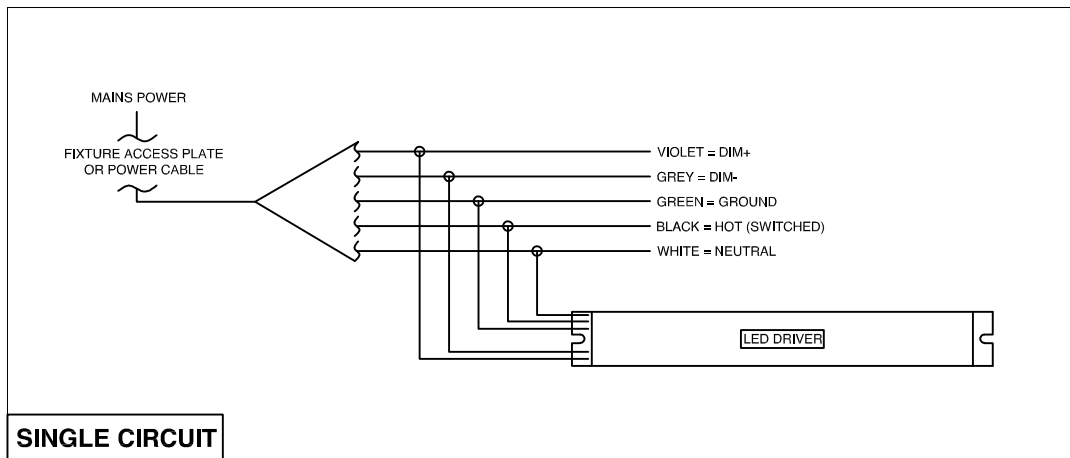 MAINS POWER
FIXTURE ACCESS PLATE
OR POWER CABLE
VIOLET = DIM+
GREY = DIM-
GREEN = GROUND
BLACK = HOT (SWITCHED)
WHITE = NEUTRAL
LED DRIVER
SINGLE CIRCUIT